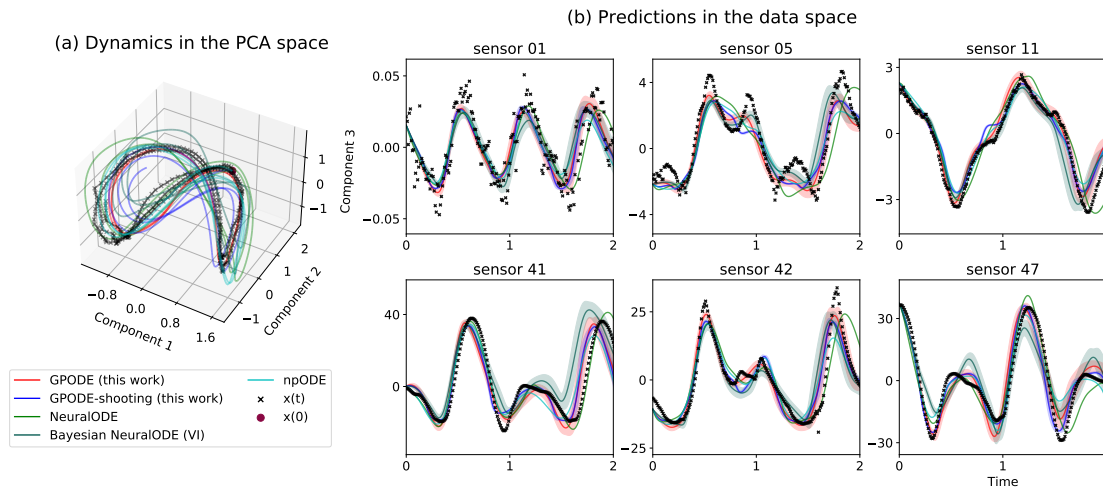 (b) Predictions in the data space
(a) Dynamics in the PCA space
sensor 01
sensor 05
sensor 11
0.05
0.00
−0.05
0
1
2
4
0
−4
0
1
2
3
0
−3
0
1
1
0
−1
Component 3
2
1
0
−1
Component 2
−0.8
0.0
0.8
1.6
Component 1
sensor 41
sensor 42
sensor 47
40
0
0
1
2
25
0
−25
0
1
2
30
0
−30
0
1
Time
GPODE (this work)
GPODE-shooting (this work)
NeuralODE
Bayesian NeuralODE (VI)
npODE
x(t)
x(0)